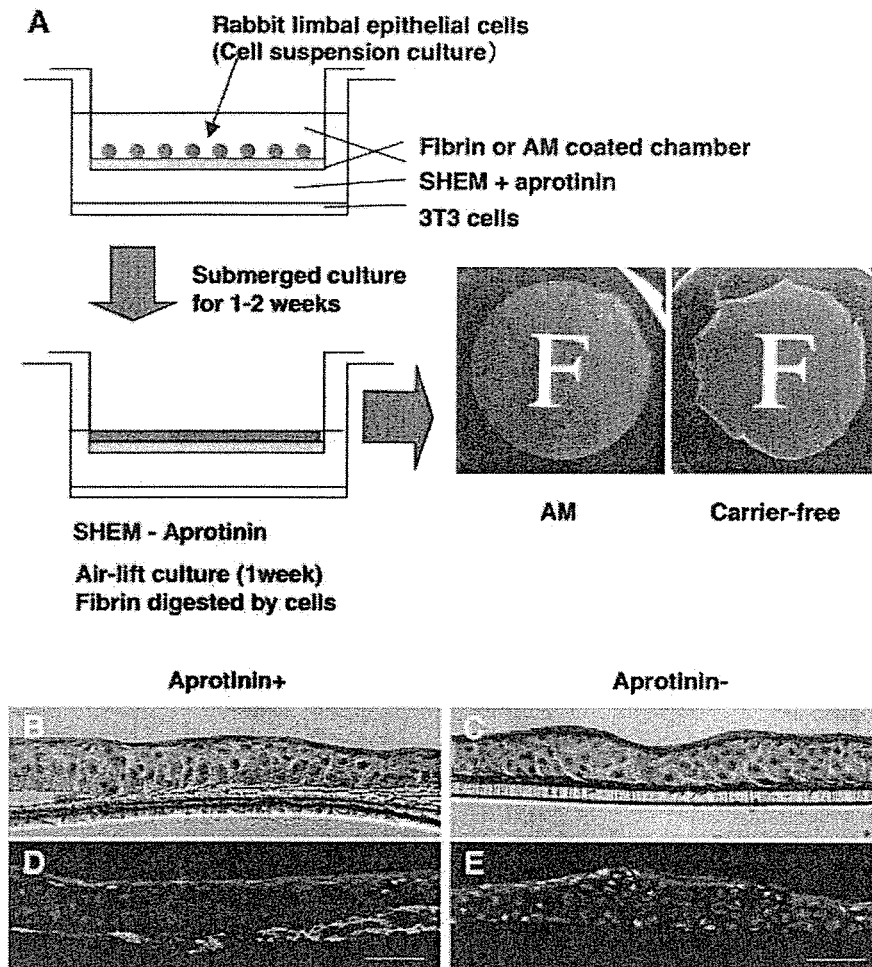 A
Rabbit limbal epithelial cells
(Cell suspension culture)
Fibrin or AM coated chamber
SHEM + aprotinin
3T3 cells
Submerged culture
for 1-2 weeks
F
F
AM
Carrier-free
SHEM - Aprotinin
Air-lift culture (1week)
Fibrin digested by cells
Aprotinin+
Aprotinin-
B
C
D
E